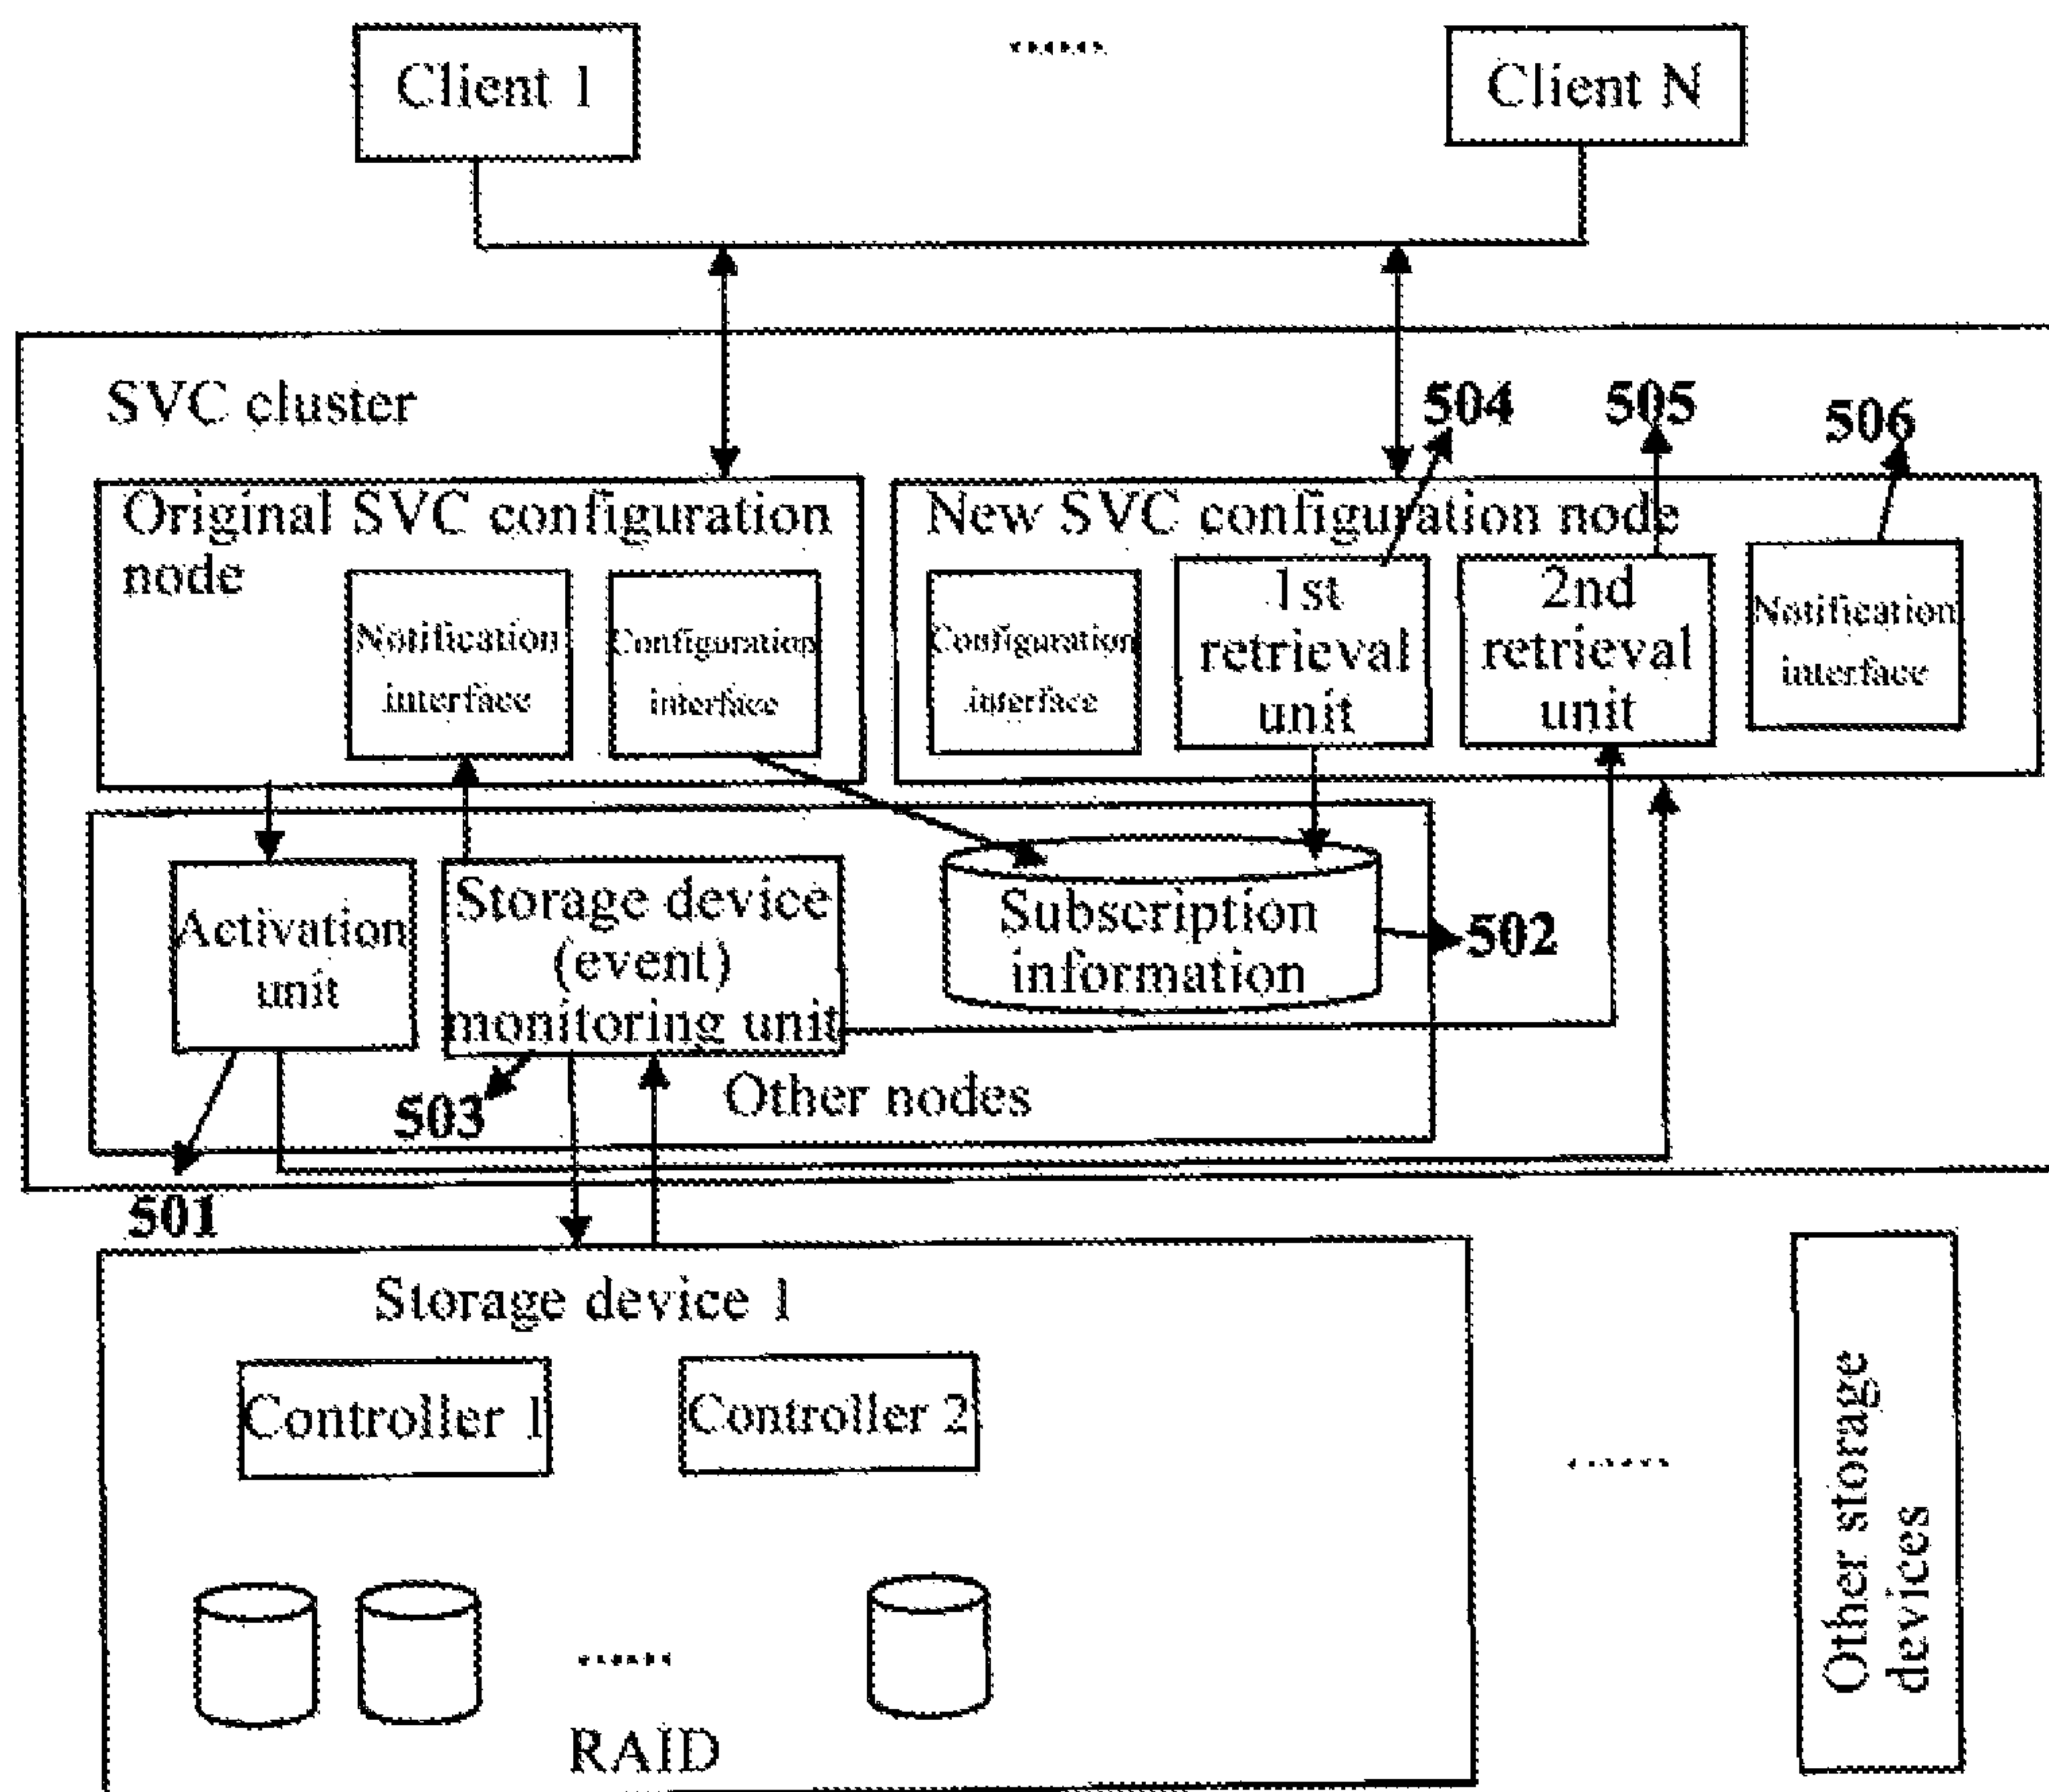 Client 1
......
Client N
SVC cluster
504
505
506
Original SVC configuration
node
Notification
interface
Configuration
interface
New SVC configuration node
Configuration
interface
1st
retrieval
unit
2nd
retrieval
unit
Notification
interface
Activation
unit
Storage device
(event)
monitoring unit
Subscription
information
502
503
Other nodes
501
Storage device 1
Controller 1
Controller 2
......
Other storage
devices
......
RAID